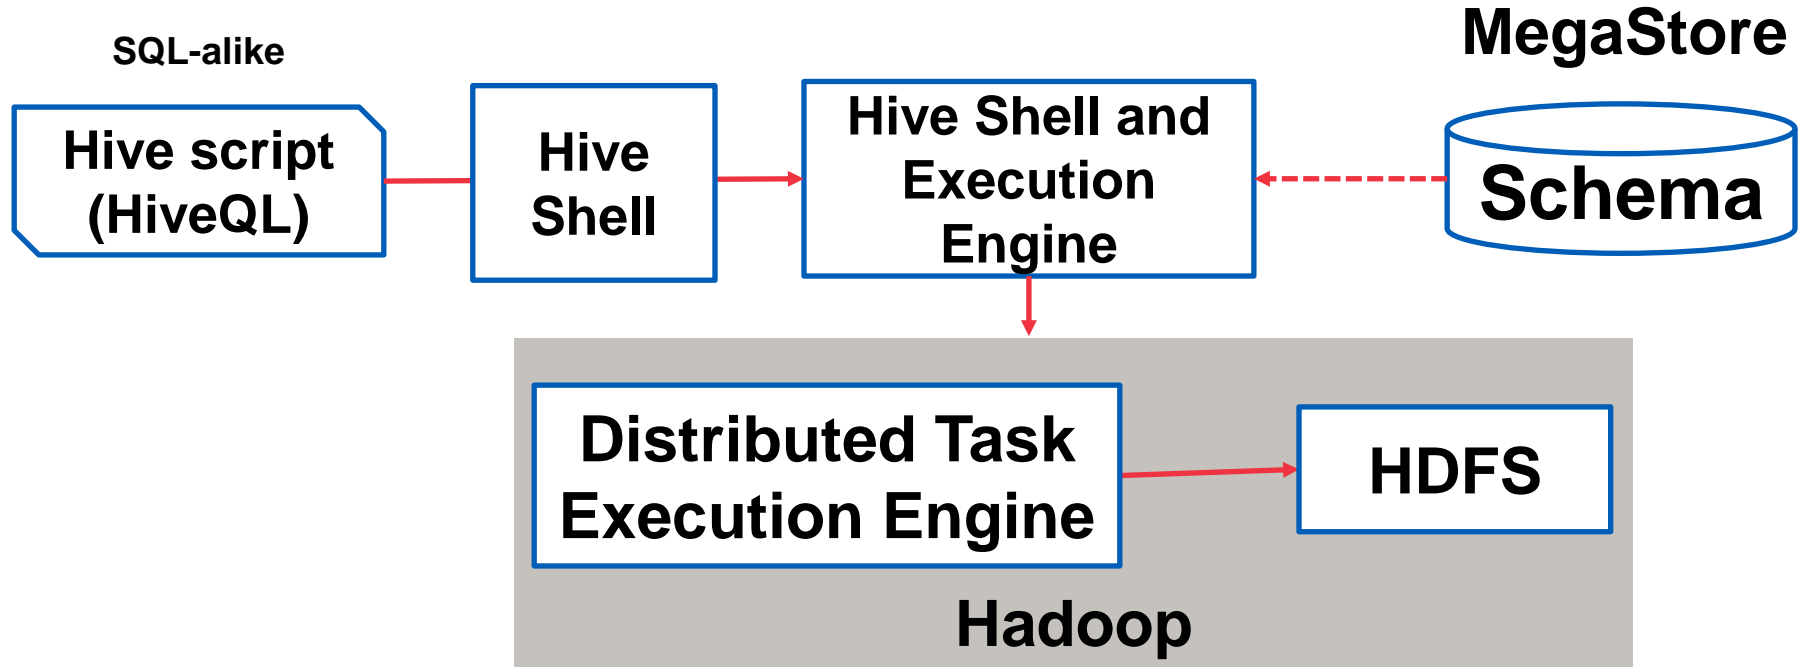 SQL-alike
MegaStore
Hive script
(HiveQL)
Hive
Shell
Hive Shell and
Execution
Engine
Schema
Distributed Task
Execution Engine
HDFS
Hadoop